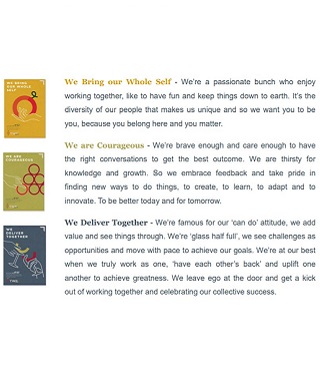 WE BRING
OUR WHOLE
SELF
We Bring our Whole Self - We're a passionate bunch who enjoy
working together, like to have fun and keep things down to earth. It's the
diversity of our people that makes us unique and so we want you to be
you, because you belong here and you matter.
WE ARE
COURAGEOUS
We are Courageous - We're brave enough and care enough to have
the right conversations to get the best outcome. We are thirsty for
knowledge and growth. So we embrace feedback and take pride in
finding new ways to do things, to create, to learn, to adapt and to
innovate. To be better today and for tomorrow.
WE
DELIVER
TOGETHER
We Deliver Together - We're famous for our 'can do' attitude, we add
value and see things through. We're 'glass half full', we see challenges as
opportunities and move with pace to achieve our goals. We're at our best
when we truly work as one, 'have each other's back' and uplift one
another to achieve greatness. We leave ego at the door and get a kick
out of working together and celebrating our collective success.